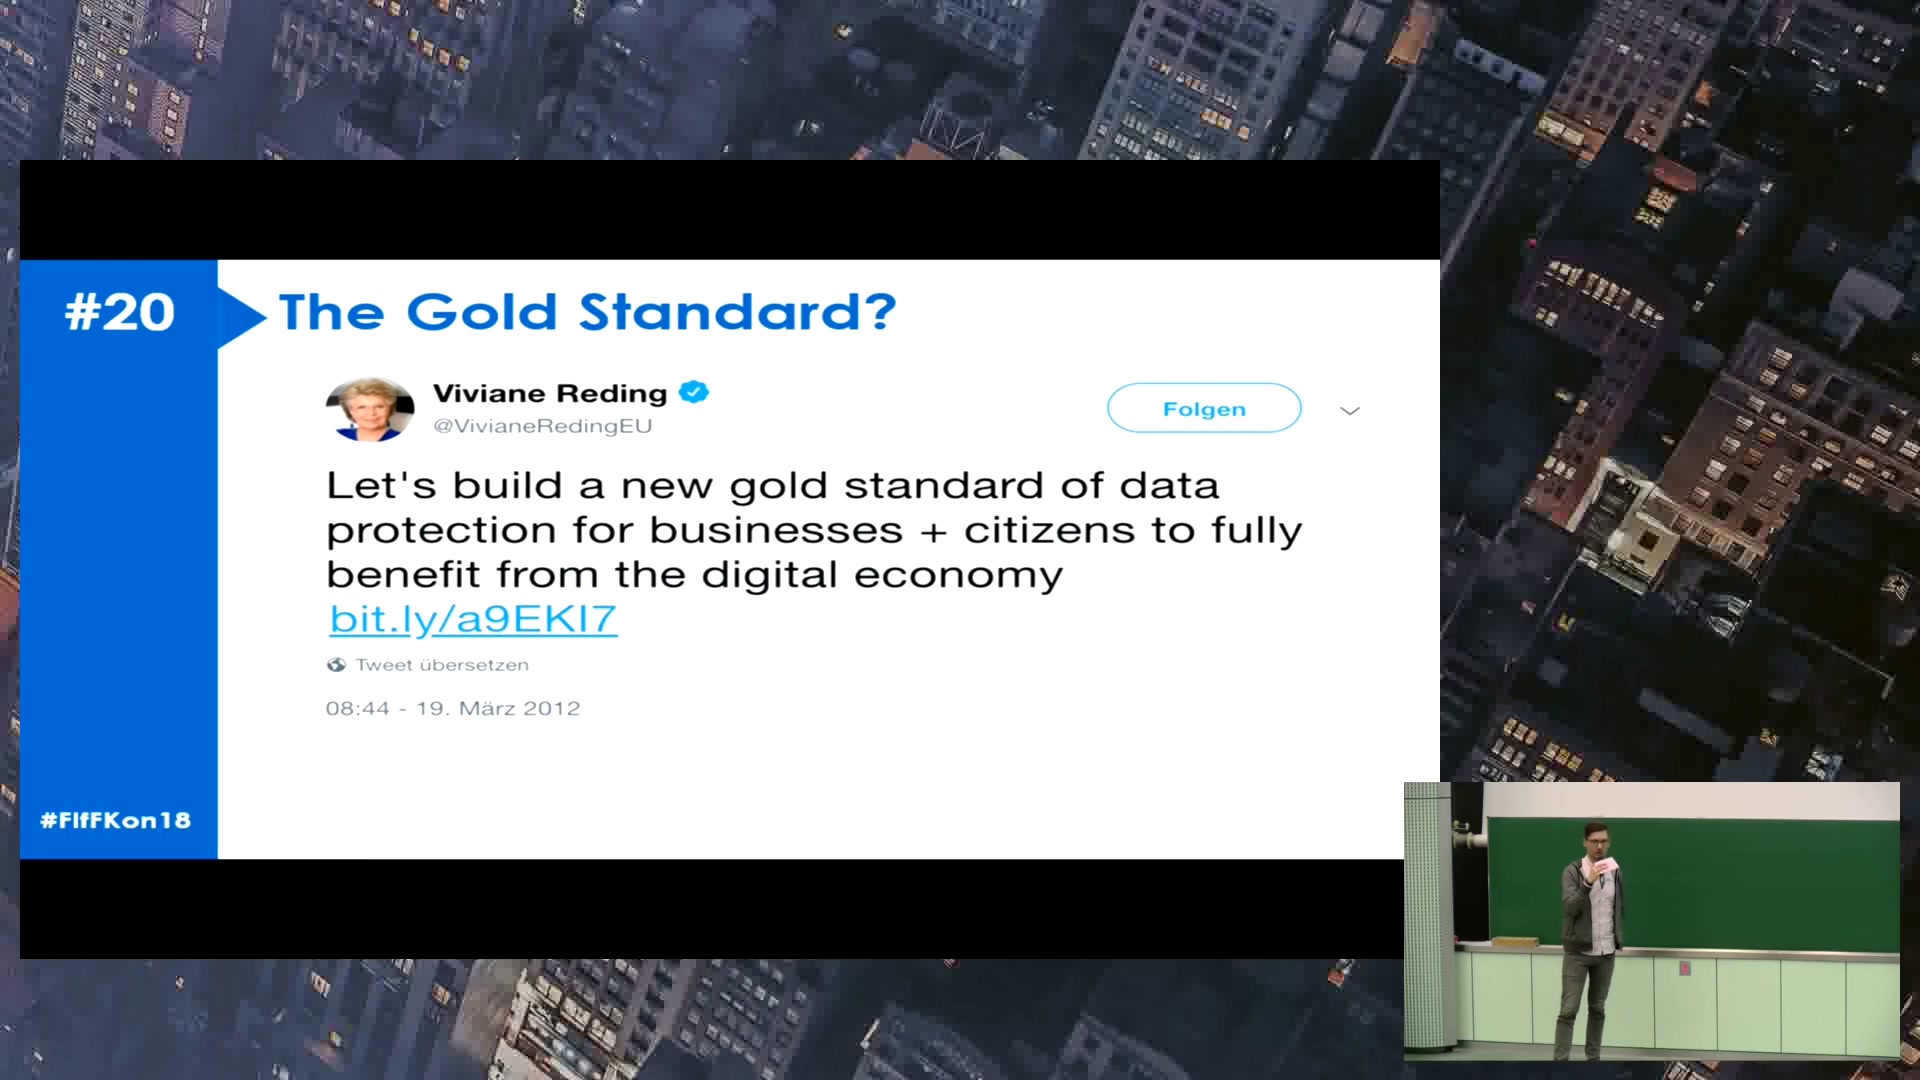 #20
The Gold Standard?
Viviane Reding
@VivianeRedingEU
Folgen
Let's build a new gold standard of data
protection for businesses + citizens to fully
benefit from the digital economy
bit.ly/a9EKI7
Tweet übersetzen
08:44 - 19. März 2012
#FIfFKon18